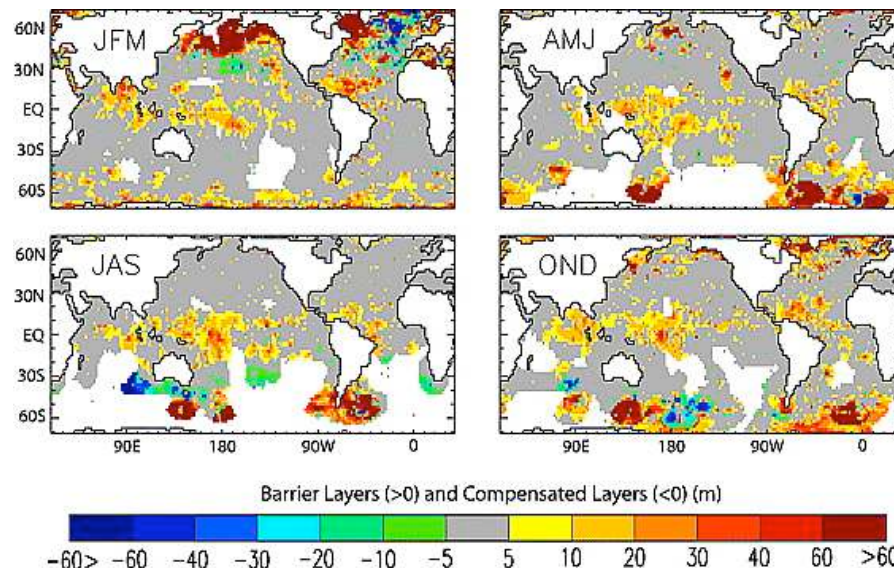 60N JFM AMJ
30N
EQ
30S
60S
60N JAS OND
30N
EQ
30S
60S
90E 180 90W 0 90E 180 90W 0
Barrier Layers (>0) and Compensated Layers (<0) (m)
-60> -60 -40 -30 -20 -10 -5 5 10 20 30 40 60 >60